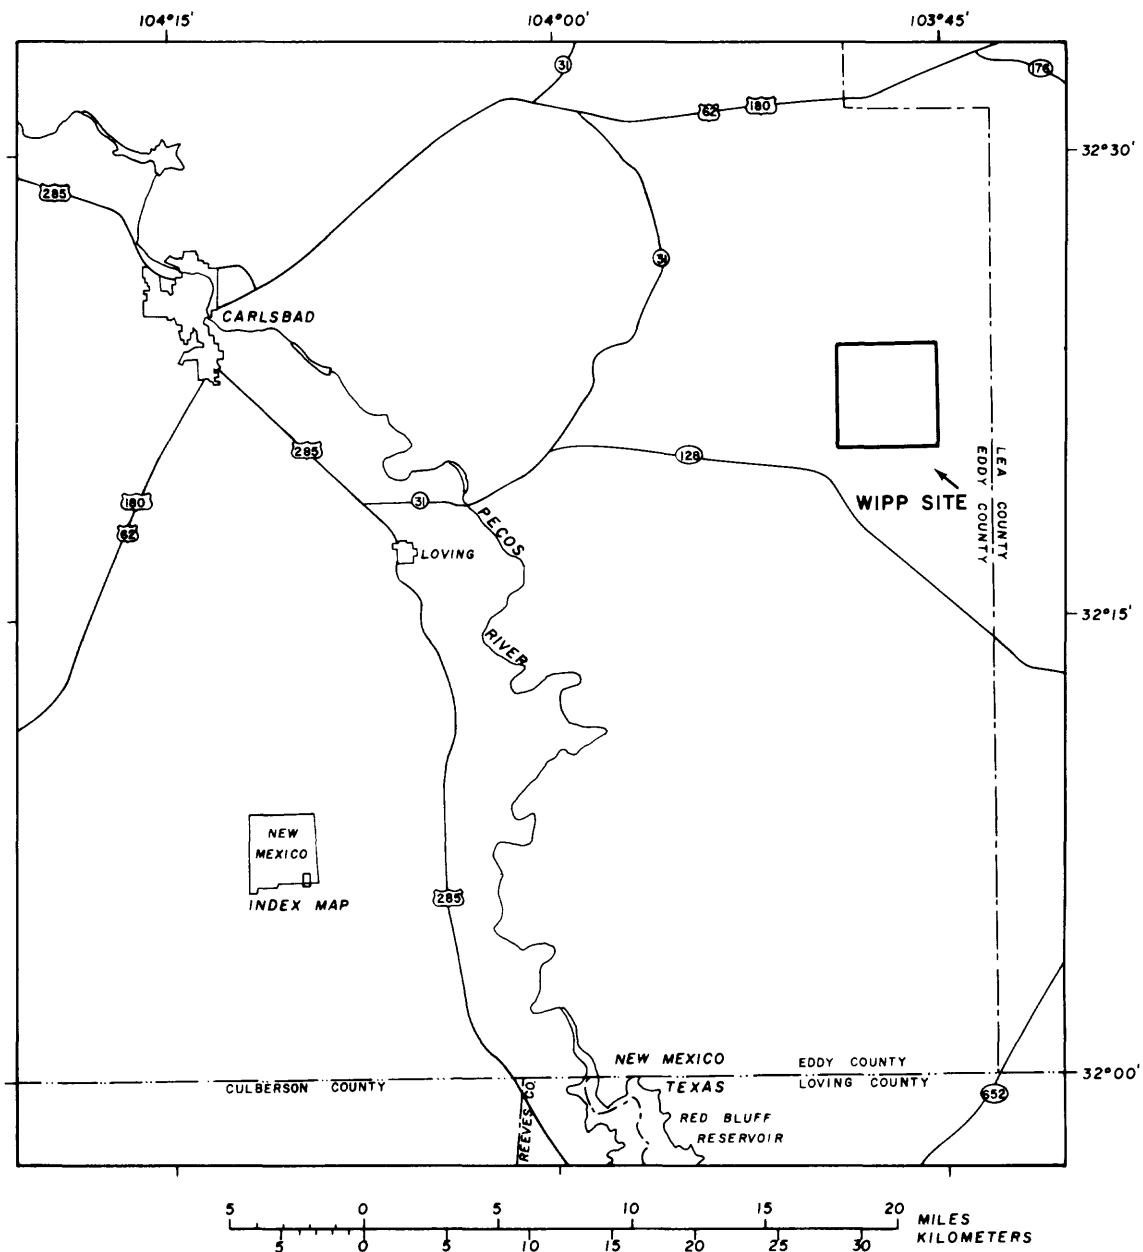 104°15'
104°00'
103°45'
31
176
62
180
32°30'
285
31
CARLSBAD
285
128
LEA COUNTY
EDDY COUNTY
WIPP SITE
180
62
31
PECOS
LOVING
32°15'
RIVER
NEW
MEXICO
INDEX MAP
285
NEW MEXICO
EDDY COUNTY
32°00'
CULBERSON COUNTY
TEXAS
LOVING COUNTY
652
REEVES CO.
RED BLUFF
RESERVOIR
5 0 5 10 15 20
MILES
KILOMETERS
5 0 5 10 15 20 25 30